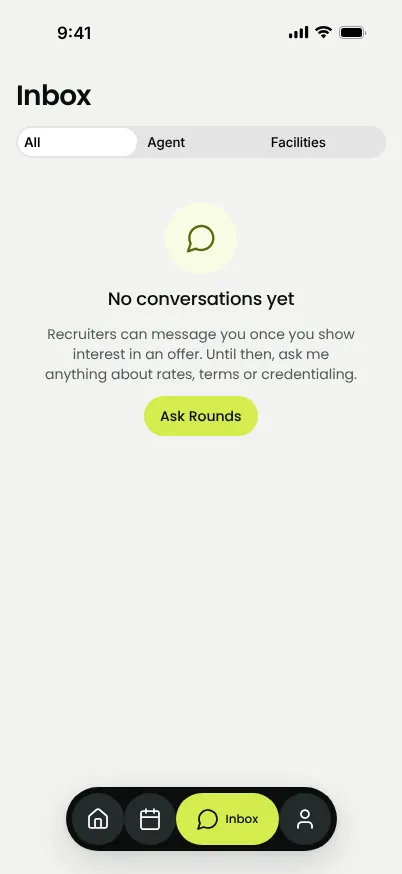 9:41
Inbox
All Agent Facilities
No conversations yet
Recruiters can message you once you show
interest in an offer. Until then, ask me
anything about rates, terms or credentialing.
Ask Rounds
Inbox